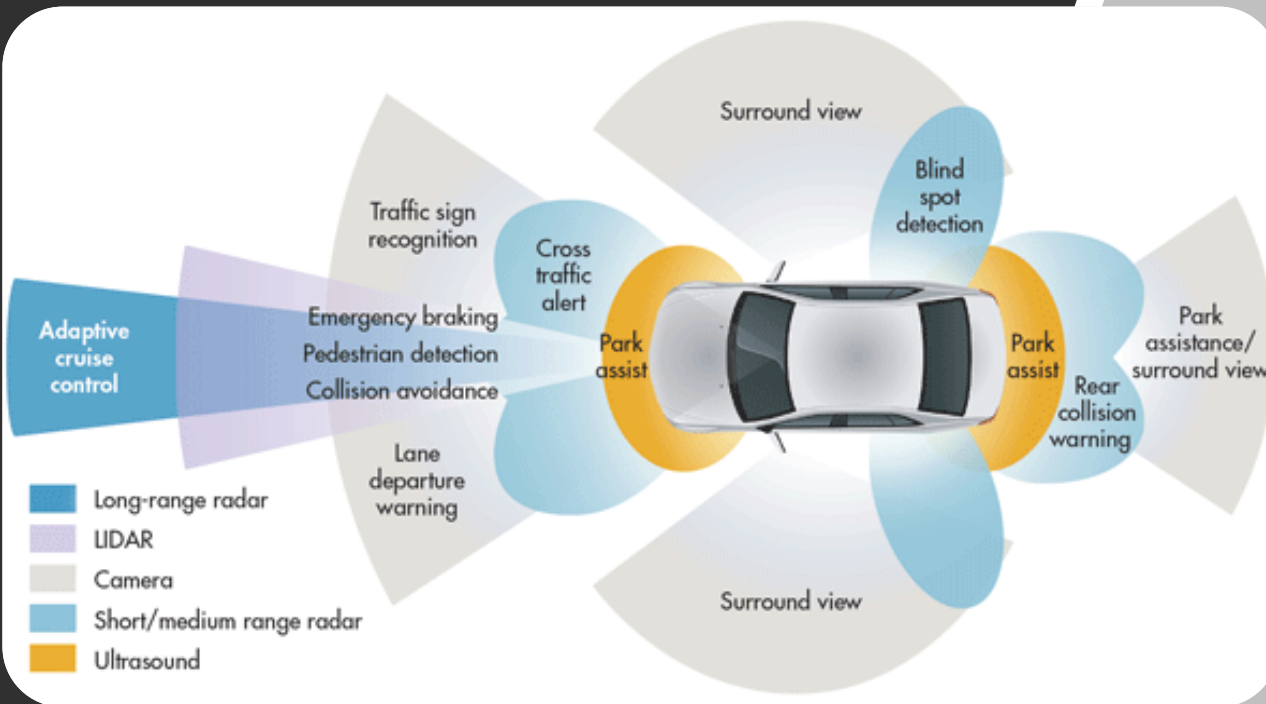 Surround view
Blind
spot
detection
Traffic sign
recognition
Cross
traffic
alert
Emergency braking
Pedestrian detection
Collision avoidance
Adaptive
cruise
control
Park
assist
Park
assist
Park
assistance/
surround view
Rear
collision
warning
Lane
departure
warning
Surround view
Long-range radar
LIDAR
Camera
Short/medium range radar
Ultrasound